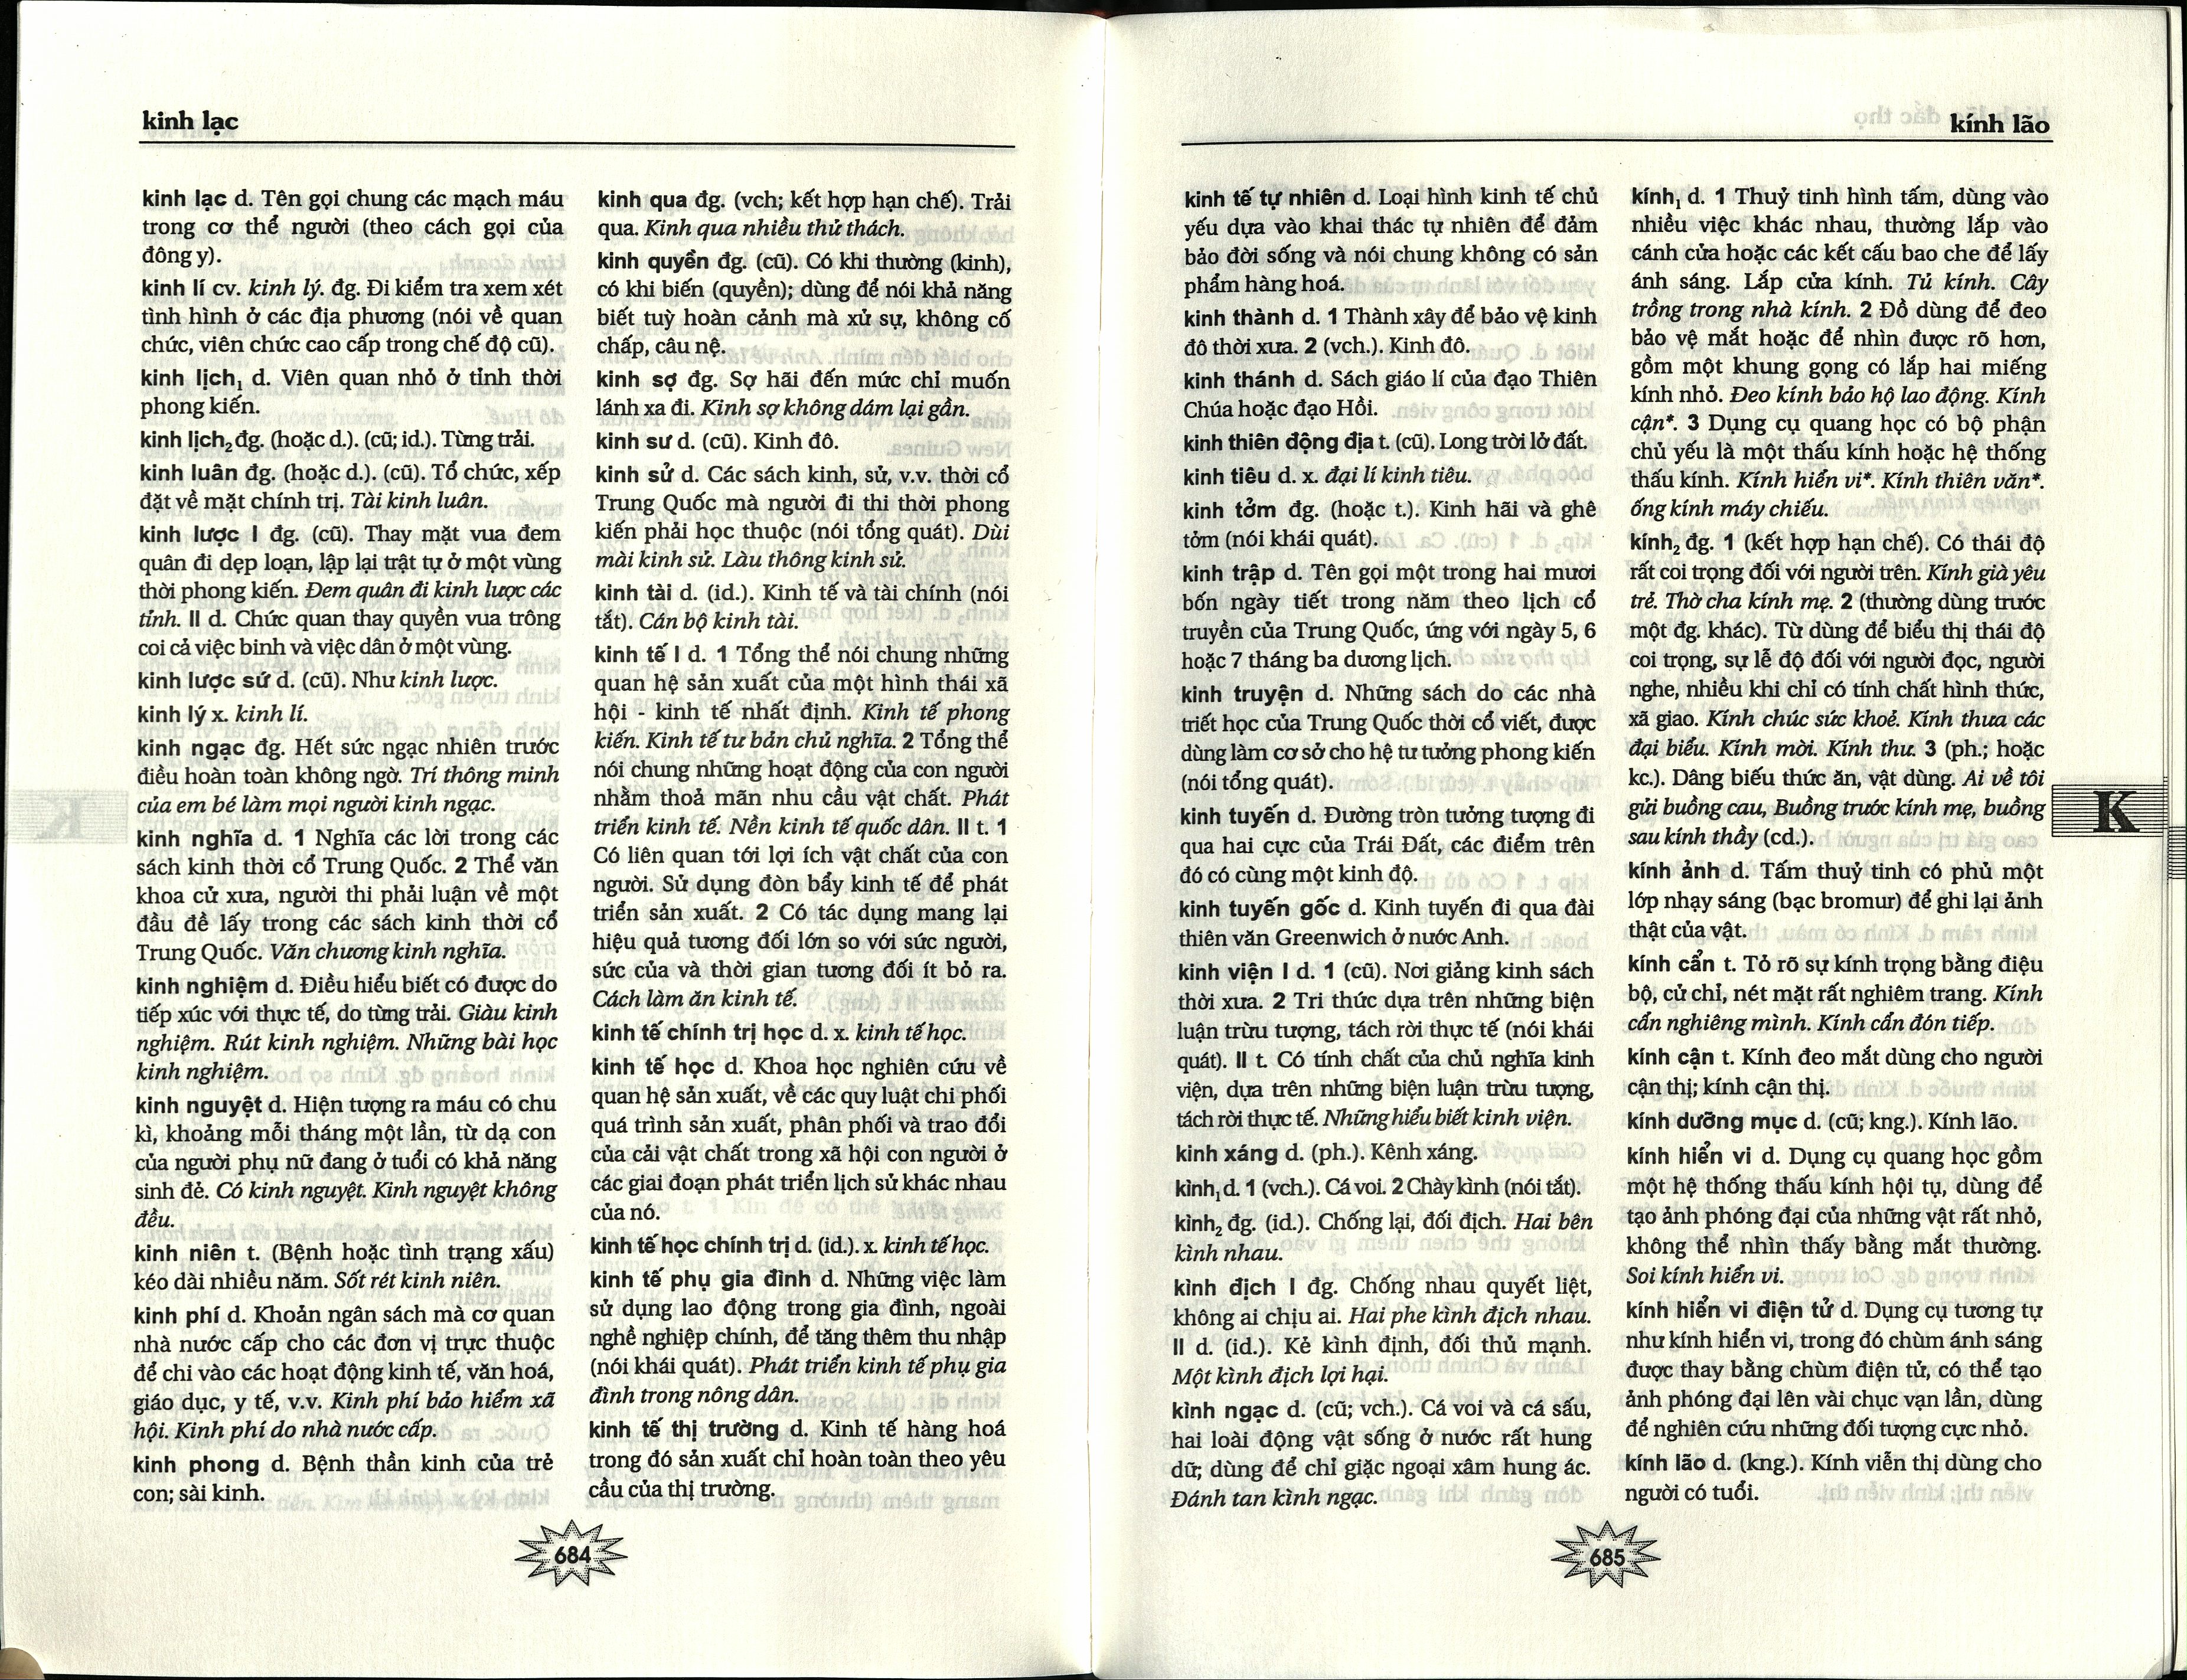 kinh lạc
kinh lạc d. Tên gọi chung các mạch máu
trong cơ thể người (theo cách gọi của
đông y).
kinh lí cv. kinh lý. đg. Đi kiểm tra xem xét
tình hình ở các địa phương (nói về quan
chức, viên chức cao cấp trong chế độ cũ).
kinh lịch₁ d. Viên quan nhỏ ở tỉnh thời
phong kiến.
kinh lịch₂ đg. (hoặc d.). (cũ; id.). Từng trải.
kinh luân đg. (hoặc d.). (cũ). Tổ chức, xếp
đặt về mặt chính trị. Tài kinh luân.
kinh lược I đg. (cũ). Thay mặt vua đem
quân đi dẹp loạn, lập lại trật tự ở một vùng
thời phong kiến. Đem quân đi kinh lược các
tỉnh. II d. Chức quan thay quyền vua trông
coi cả việc binh và việc dân ở một vùng.
kinh lược sứ d. (cũ). Như kinh lược.
kinh lý x. kinh lí.
kinh ngạc đg. Hết sức ngạc nhiên trước
điều hoàn toàn không ngờ. Trí thông minh
của em bé làm mọi người kinh ngạc.
kinh nghĩa d. 1 Nghĩa các lời trong các
sách kinh thời cổ Trung Quốc. 2 Thể văn
khoa cử xưa, người thi phải luận về một
đầu đề lấy trong các sách kinh thời cổ
Trung Quốc. Văn chương kinh nghĩa.
kinh nghiệm d. Điều hiểu biết có được do
tiếp xúc với thực tế, do từng trải. Giàu kinh
nghiệm. Rút kinh nghiệm. Những bài học
kinh nghiệm.
kinh nguyệt d. Hiện tượng ra máu có chu
kì, khoảng mỗi tháng một lần, từ dạ con
của người phụ nữ đang ở tuổi có khả năng
sinh đẻ. Có kinh nguyệt. Kinh nguyệt không
đều.
kinh niên t. (Bệnh hoặc tình trạng xấu)
kéo dài nhiều năm. Sốt rét kinh niên.
kinh phí d. Khoản ngân sách mà cơ quan
nhà nước cấp cho các đơn vị trực thuộc
để chi vào các hoạt động kinh tế, văn hoá,
giáo dục, y tế, v.v. Kinh phí bảo hiểm xã
hội. Kinh phí do nhà nước cấp.
kinh phong d. Bệnh thần kinh của trẻ
con; sài kinh.
kinh qua đg. (vch; kết hợp hạn chế). Trải
qua. Kinh qua nhiều thử thách.
kinh quyền đg. (cũ). Có khi thường (kinh),
có khi biến (quyền); dùng để nói khả năng
biết tuỳ hoàn cảnh mà xử sự, không cố
chấp, câu nệ.
kinh sợ đg. Sợ hãi đến mức chỉ muốn
lánh xa đi. Kinh sợ không dám lại gần.
kinh sư d. (cũ). Kinh đô.
kinh sử d. Các sách kinh, sử, v.v. thời cổ
Trung Quốc mà người đi thi thời phong
kiến phải học thuộc (nói tổng quát). Dùi
mài kinh sử. Làu thông kinh sử.
kinh tài d. (id.). Kinh tế và tài chính (nói
tắt). Cán bộ kinh tài.
kinh tế I d. 1 Tổng thể nói chung những
quan hệ sản xuất của một hình thái xã
hội - kinh tế nhất định. Kinh tế phong
kiến. Kinh tế tư bản chủ nghĩa. 2 Tổng thể
nói chung những hoạt động của con người
nhằm thoả mãn nhu cầu vật chất. Phát
triển kinh tế. Nền kinh tế quốc dân. II t. 1
Có liên quan tới lợi ích vật chất của con
người. Sử dụng đòn bẩy kinh tế để phát
triển sản xuất. 2 Có tác dụng mang lại
hiệu quả tương đối lớn so với sức người,
sức của và thời gian tương đối ít bỏ ra.
Cách làm ăn kinh tế.
kinh tế chính trị học d. x. kinh tế học.
kinh tế học d. Khoa học nghiên cứu về
quan hệ sản xuất, về các quy luật chi phối
quá trình sản xuất, phân phối và trao đổi
của cải vật chất trong xã hội con người ở
các giai đoạn phát triển lịch sử khác nhau
của nó.
kinh tế học chính trị d. (id.). x. kinh tế học.
kinh tế phụ gia đình d. Những việc làm
sử dụng lao động trong gia đình, ngoài
nghề nghiệp chính, để tăng thêm thu nhập
(nói khái quát). Phát triển kinh tế phụ gia
đình trong nông dân.
kinh tế thị trường d. Kinh tế hàng hoá
trong đó sản xuất chỉ hoàn toàn theo yêu
cầu của thị trường.
684
kính lão
kinh tế tự nhiên d. Loại hình kinh tế chủ
yếu dựa vào khai thác tự nhiên để đảm
bảo đời sống và nói chung không có sản
phẩm hàng hoá.
kinh thành d. 1 Thành xây để bảo vệ kinh
đô thời xưa. 2 (vch.). Kinh đô.
kinh thánh d. Sách giáo lí của đạo Thiên
Chúa hoặc đạo Hồi.
kinh thiên động địa t. (cũ). Long trời lở đất.
kinh tiêu d. x. đại lí kinh tiêu.
kinh tởm đg. (hoặc t.). Kinh hãi và ghê
tởm (nói khái quát).
kinh trập d. Tên gọi một trong hai mươi
bốn ngày tiết trong năm theo lịch cổ
truyền của Trung Quốc, ứng với ngày 5, 6
hoặc 7 tháng ba dương lịch.
kinh truyện d. Những sách do các nhà
triết học của Trung Quốc thời cổ viết, được
dùng làm cơ sở cho hệ tư tưởng phong kiến
(nói tổng quát).
kinh tuyến d. Đường tròn tưởng tượng đi
qua hai cực của Trái Đất, các điểm trên
đó có cùng một kinh độ.
kinh tuyến gốc d. Kinh tuyến đi qua đài
thiên văn Greenwich ở nước Anh.
kinh viện I d. 1 (cũ). Nơi giảng kinh sách
thời xưa. 2 Tri thức dựa trên những biện
luận trừu tượng, tách rời thực tế (nói khái
quát). II t. Có tính chất của chủ nghĩa kinh
viện, dựa trên những biện luận trừu tượng,
tách rời thực tế. Những hiểu biết kinh viện.
kinh xáng d. (ph.). Kênh xáng.
kình₁ d. 1 (vch.). Cá voi. 2 Chày kình (nói tắt).
kình₂ đg. (id.). Chống lại, đối địch. Hai bên
kình nhau.
kình địch I đg. Chống nhau quyết liệt,
không ai chịu ai. Hai phe kình địch nhau.
II d. (id.). Kẻ kình định, đối thủ mạnh.
Một kình địch lợi hại.
kình ngạc d. (cũ; vch.). Cá voi và cá sấu,
hai loài động vật sống ở nước rất hung
dữ; dùng để chỉ giặc ngoại xâm hung ác.
Đánh tan kình ngạc.
kính₁ d. 1 Thuỷ tinh hình tấm, dùng vào
nhiều việc khác nhau, thường lắp vào
cánh cửa hoặc các kết cấu bao che để lấy
ánh sáng. Lắp cửa kính. Tủ kính. Cây
trồng trong nhà kính. 2 Đồ dùng để đeo
bảo vệ mắt hoặc để nhìn được rõ hơn,
gồm một khung gọng có lắp hai miếng
kính nhỏ. Đeo kính bảo hộ lao động. Kính
cận*. 3 Dụng cụ quang học có bộ phận
chủ yếu là một thấu kính hoặc hệ thống
thấu kính. Kính hiển vi*. Kính thiên văn*.
ống kính máy chiếu.
kính₂ đg. 1 (kết hợp hạn chế). Có thái độ
rất coi trọng đối với người trên. Kính già yêu
trẻ. Thờ cha kính mẹ. 2 (thường dùng trước
một đg. khác). Từ dùng để biểu thị thái độ
coi trọng, sự lễ độ đối với người đọc, người
nghe, nhiều khi chỉ có tính chất hình thức,
xã giao. Kính chúc sức khoẻ. Kính thưa các
đại biểu. Kính mời. Kính thư. 3 (ph.; hoặc
kc.). Dâng biếu thức ăn, vật dùng. Ai về tôi
gửi buồng cau, Buồng trước kính mẹ, buồng
sau kính thầy (cd.).
kính ảnh d. Tấm thuỷ tinh có phủ một
lớp nhạy sáng (bạc bromur) để ghi lại ảnh
thật của vật.
kính cẩn t. Tỏ rõ sự kính trọng bằng điệu
bộ, cử chỉ, nét mặt rất nghiêm trang. Kính
cẩn nghiêng mình. Kính cẩn đón tiếp.
kính cận t. Kính đeo mắt dùng cho người
cận thị; kính cận thị.
kính dưỡng mục d. (cũ; kng.). Kính lão.
kính hiển vi d. Dụng cụ quang học gồm
một hệ thống thấu kính hội tụ, dùng để
tạo ảnh phóng đại của những vật rất nhỏ,
không thể nhìn thấy bằng mắt thường.
Soi kính hiển vi.
kính hiển vi điện tử d. Dụng cụ tương tự
như kính hiển vi, trong đó chùm ánh sáng
được thay bằng chùm điện tử, có thể tạo
ảnh phóng đại lên vài chục vạn lần, dùng
để nghiên cứu những đối tượng cực nhỏ.
kính lão d. (kng.). Kính viễn thị dùng cho
người có tuổi.
K
685